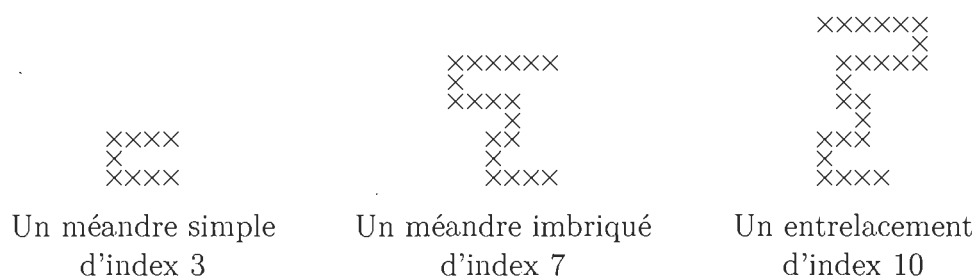 Un méandre simple
d'index 3
Un méandre imbriqué
d'index 7
Un entrelacement
d'index 10